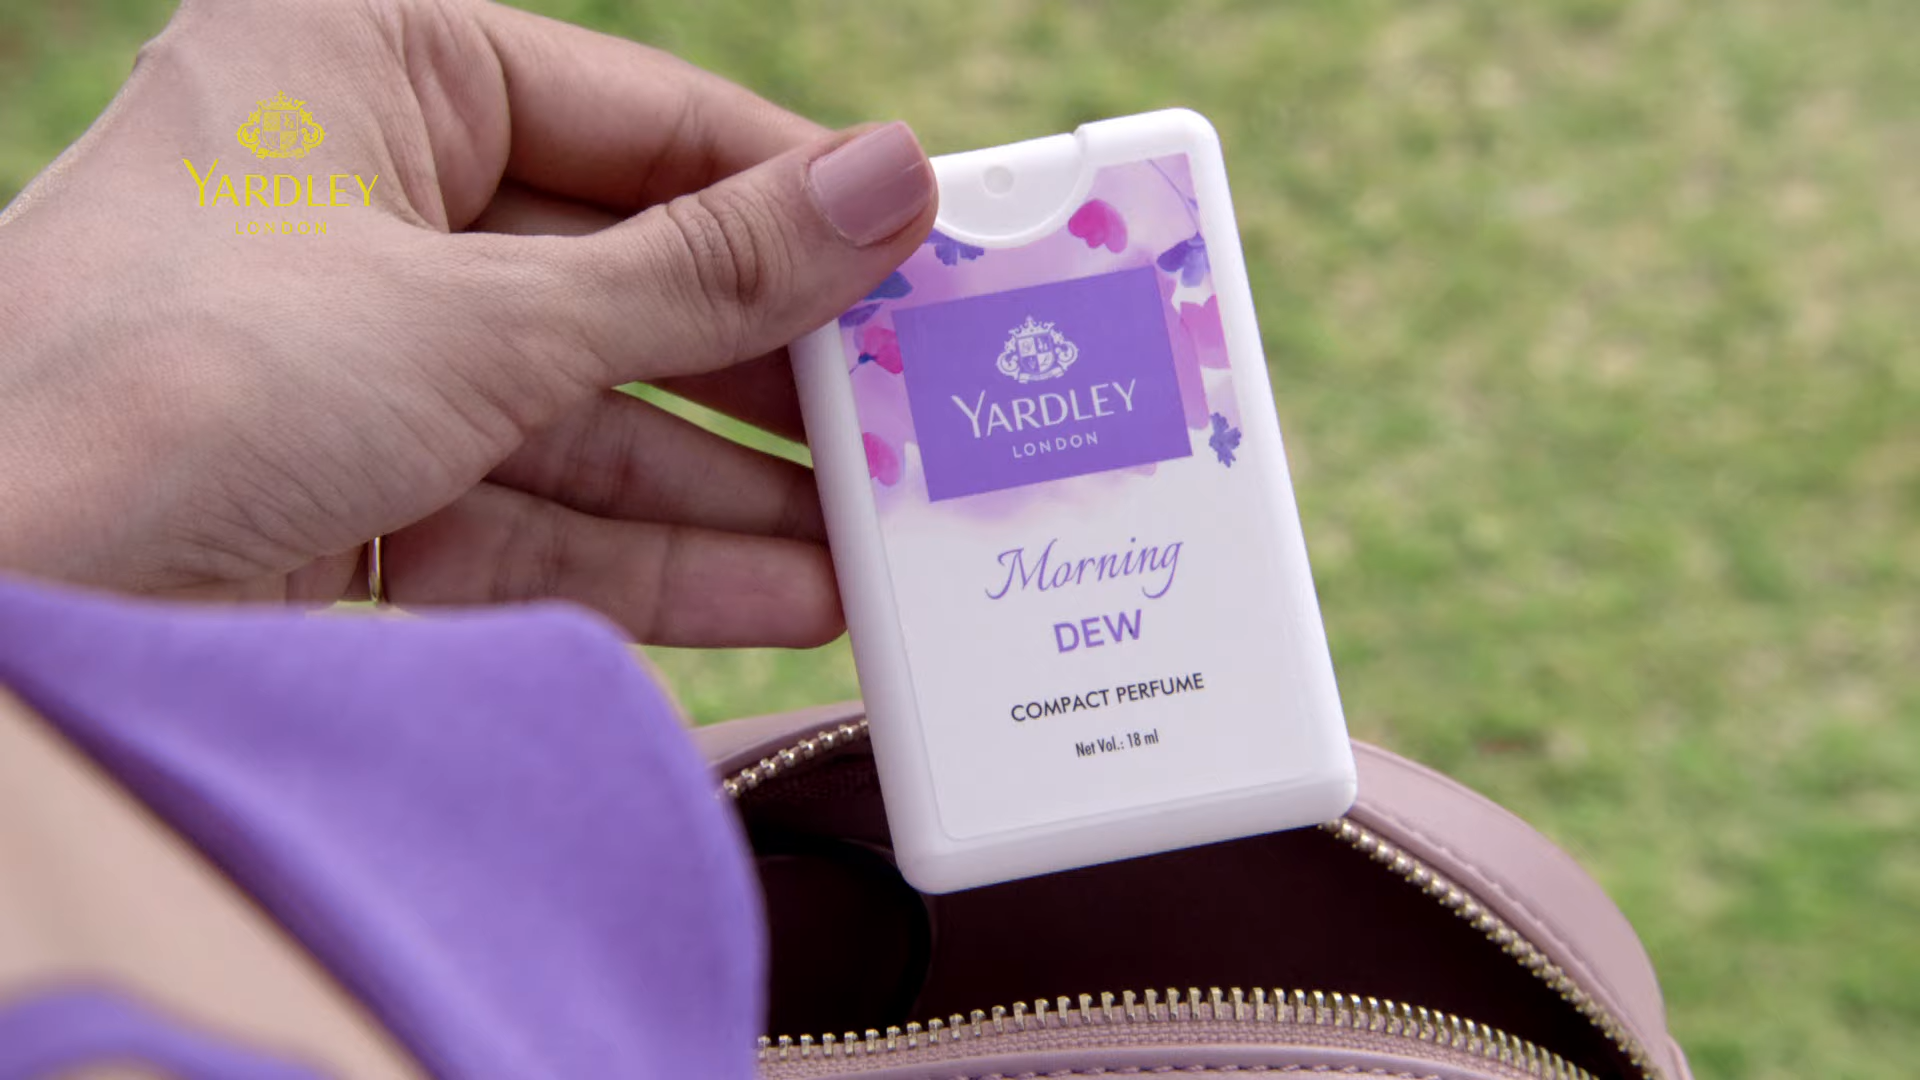 YARDLEY
LONDON
YARDLEY
LONDON
Morning
DEW
COMPACT PERFUME
Net Vol.: 18 ml